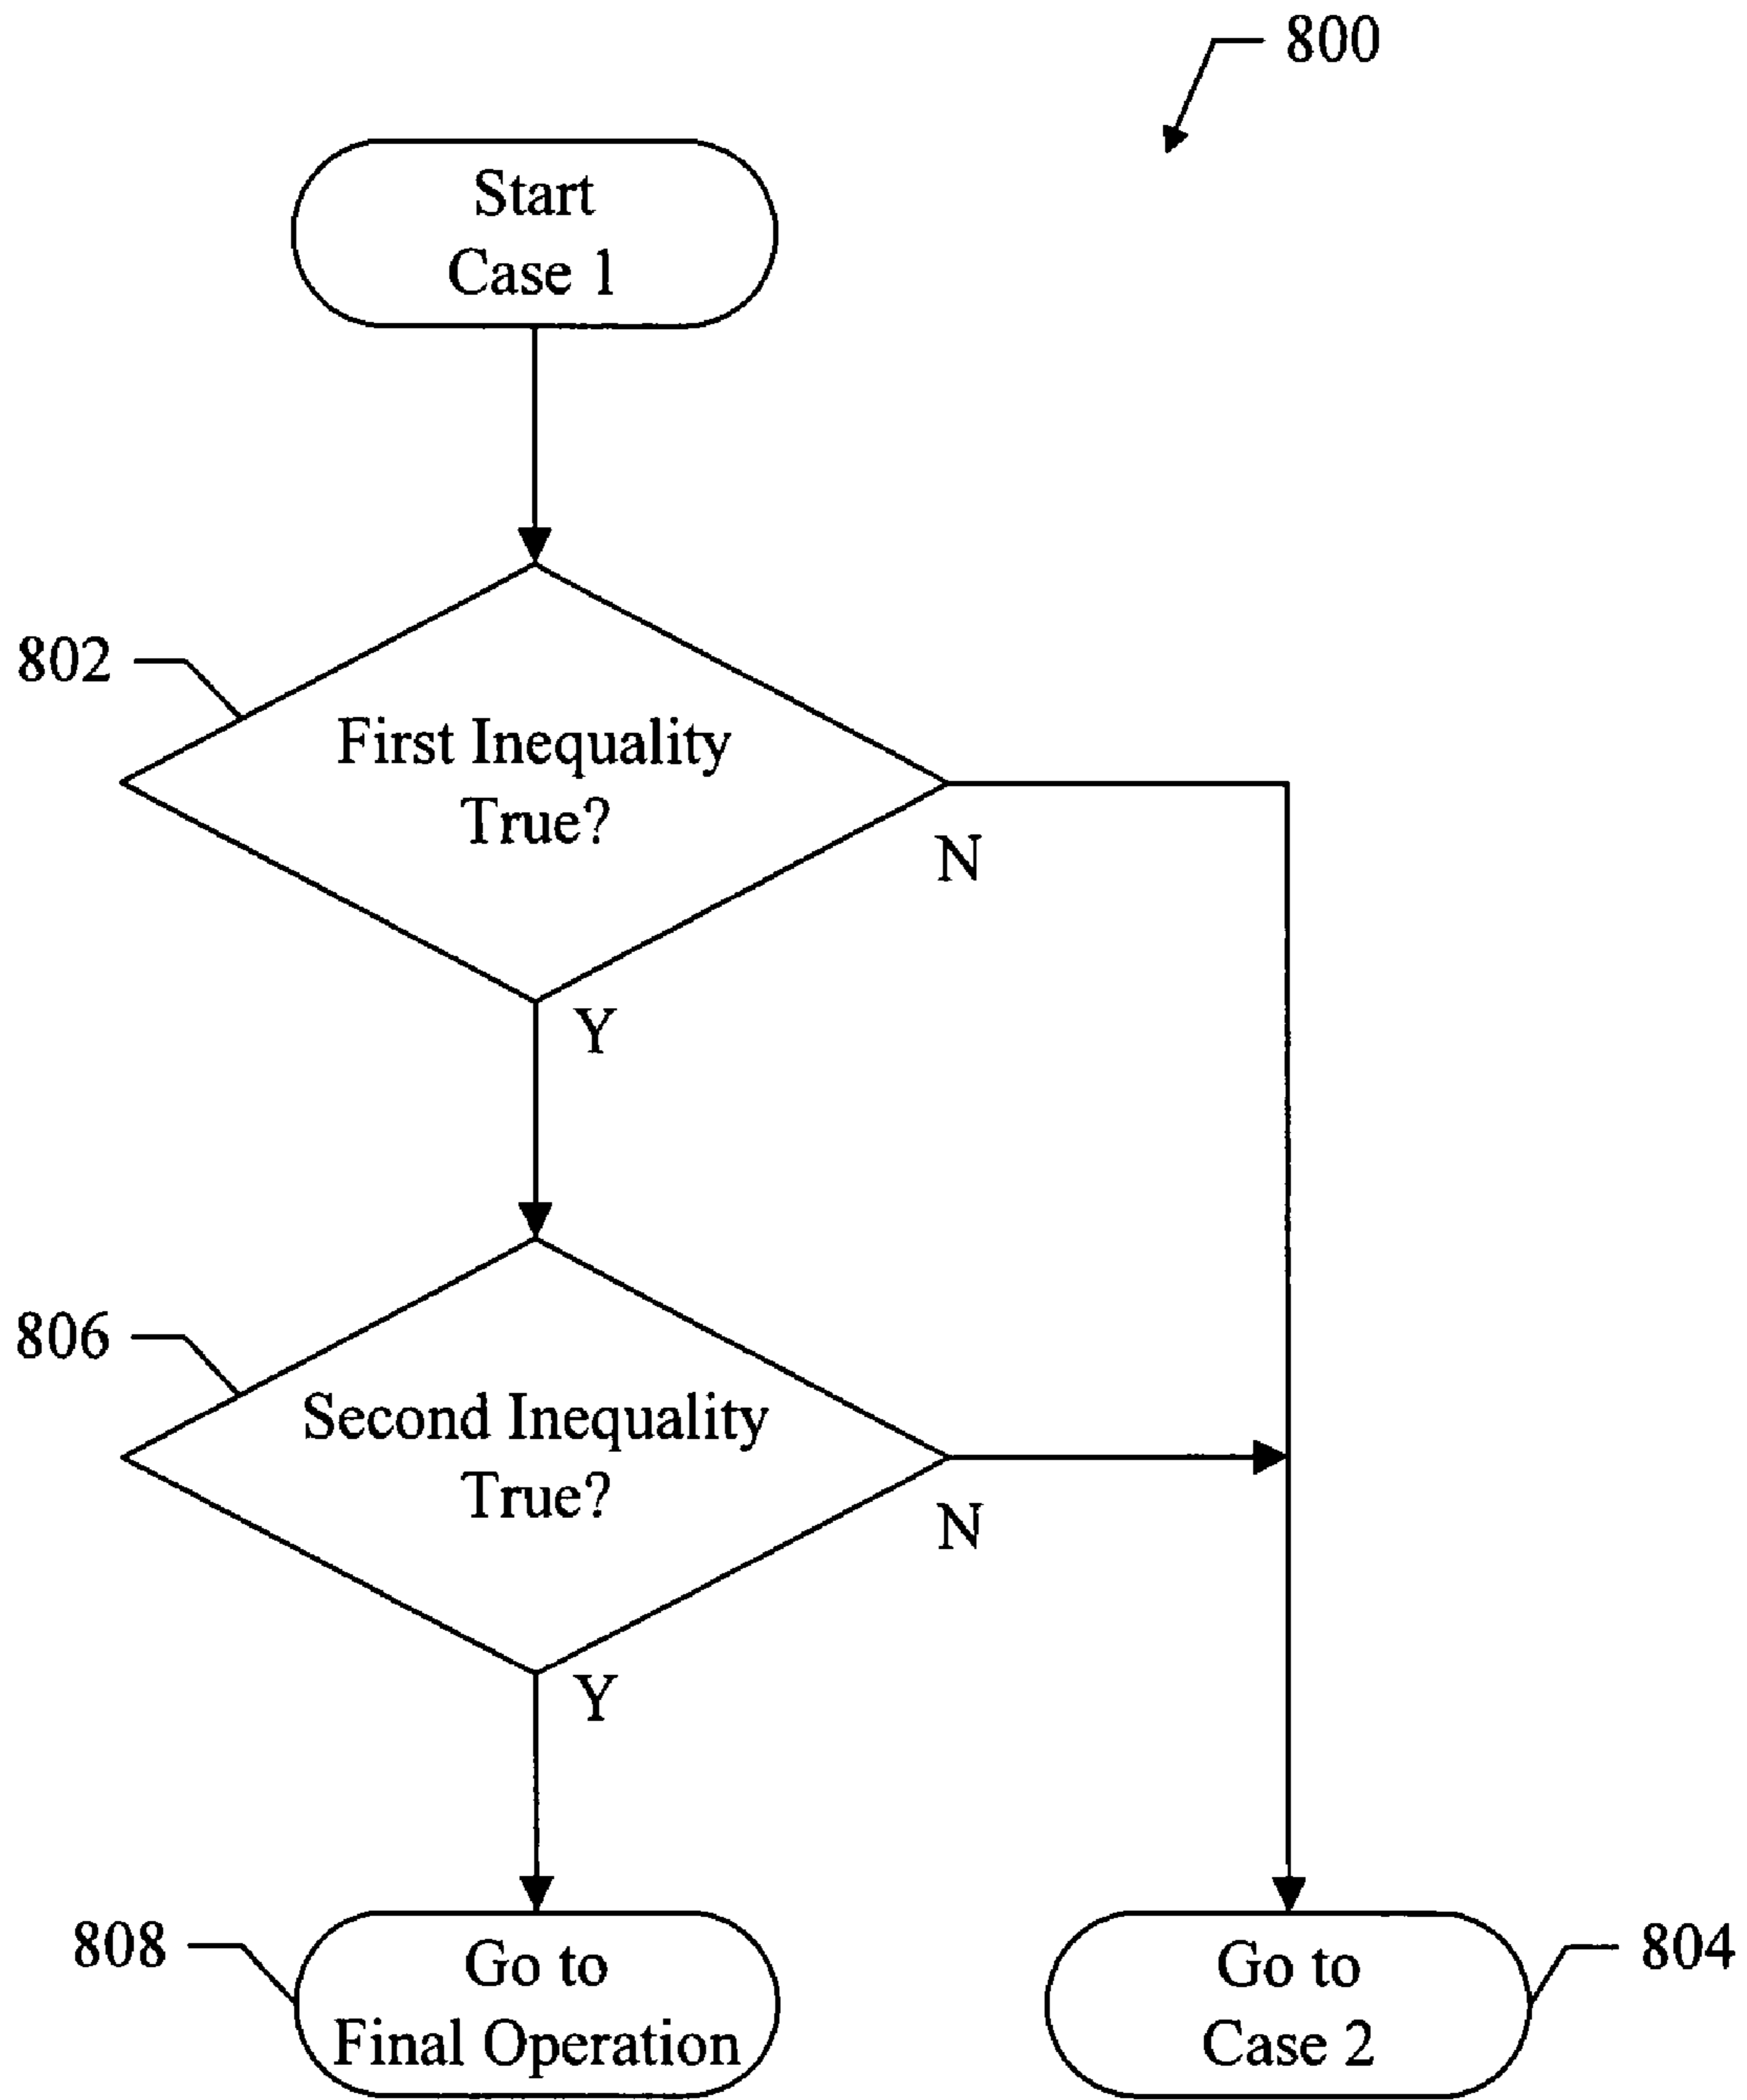 800
Start
Case 1
802
First Inequality
True?
N
Y
806
Second Inequality
True?
N
Y
808
Go to
Final Operation
Go to
Case 2
804